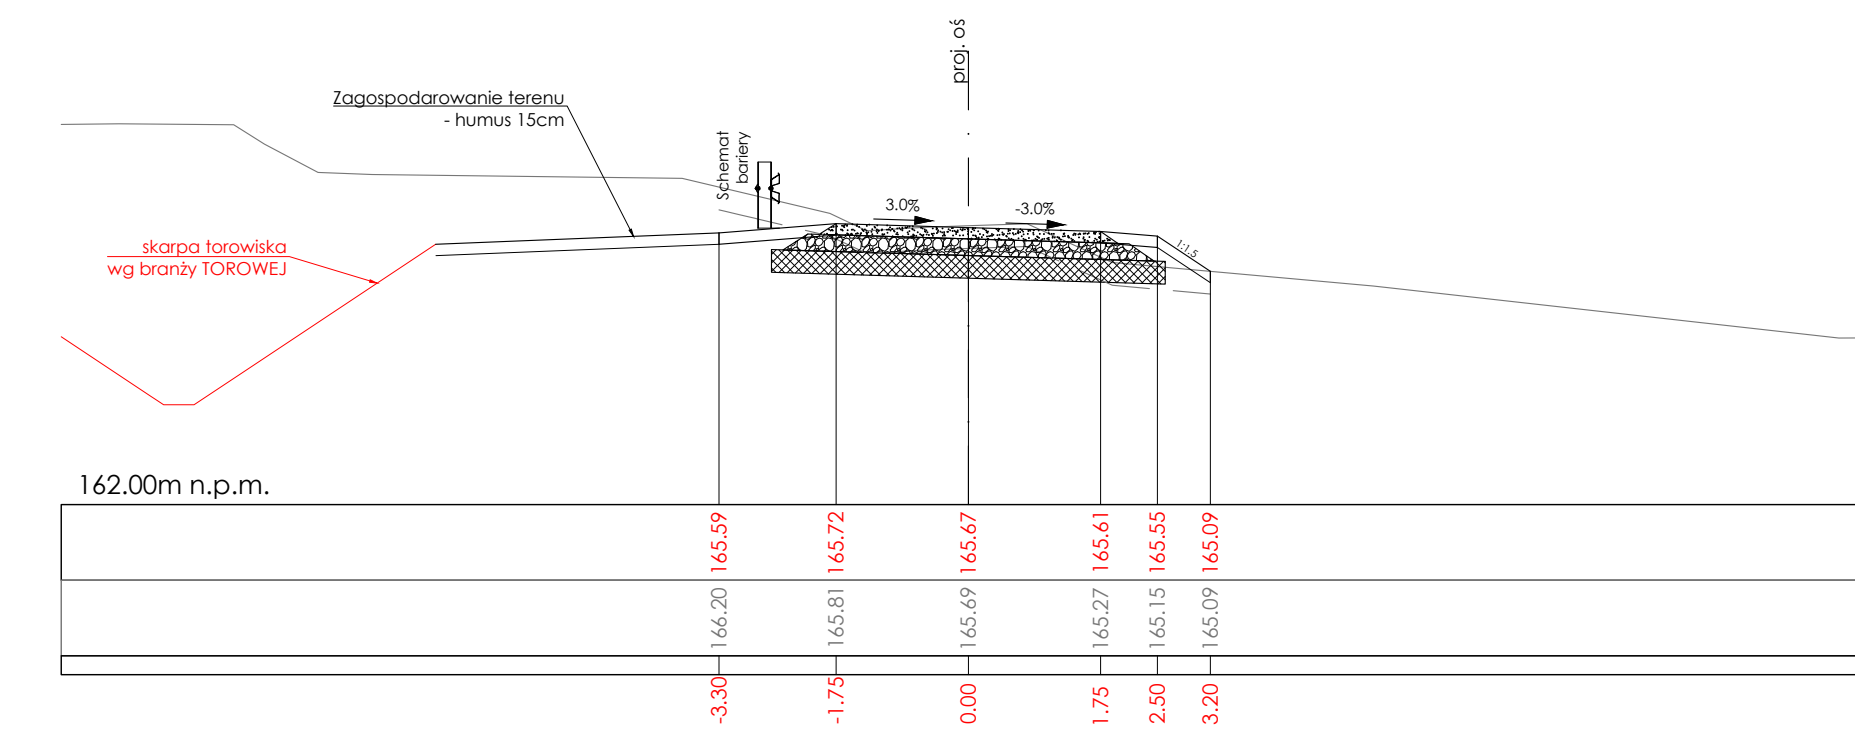 proj. oś
Zagospodarowanie terenu
- humus 15cm
Schemat
bariery
3.0%
-3.0%
1:1.5
skarpa torowiska
wg branży TOROWEJ
162.00m n.p.m.
165.59 165.72 165.67 165.61 165.55 165.09
166.20 165.81 165.69 165.27 165.15 165.09
-3.30 -1.75 0.00 1.75 2.50 3.20